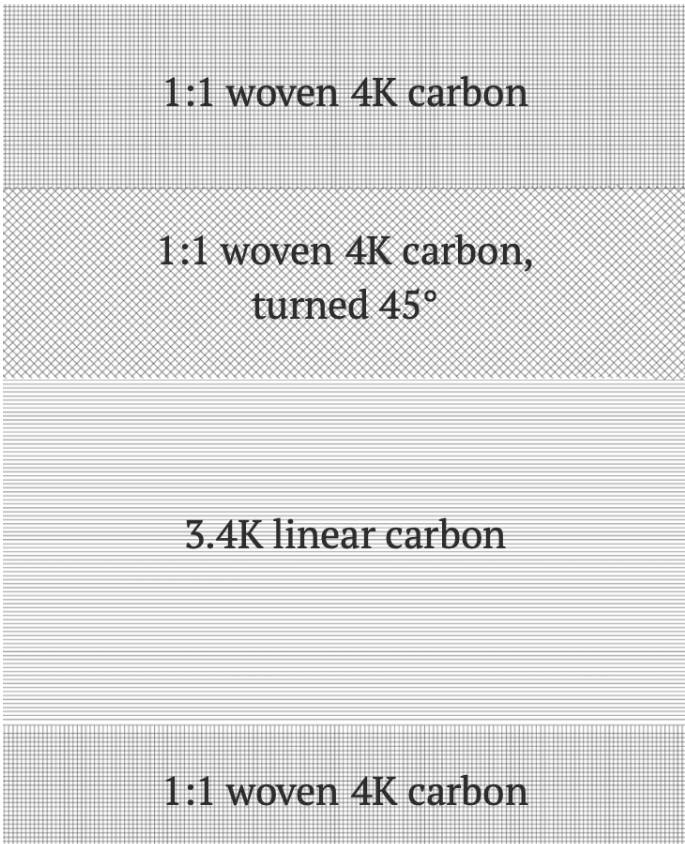 1:1 woven 4K carbon
1:1 woven 4K carbon,
turned 45°
3.4K linear carbon
1:1 woven 4K carbon